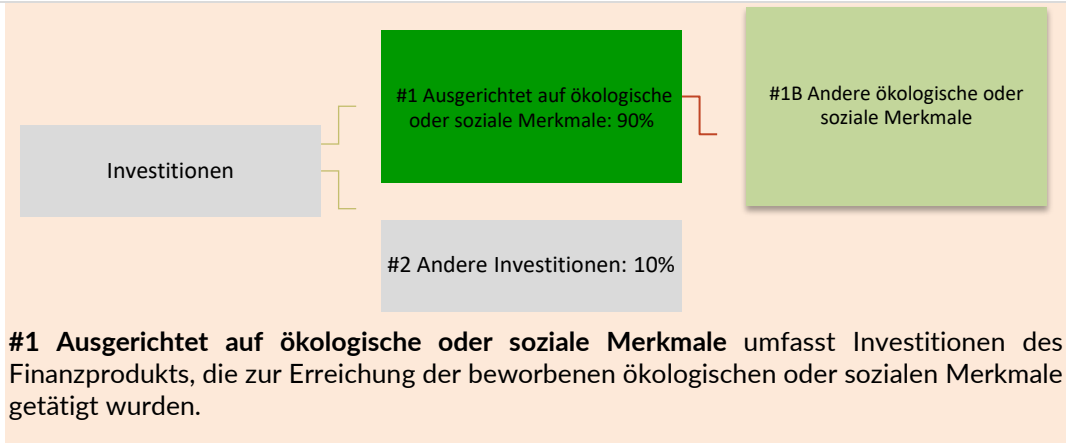 #1 Ausgerichtet auf ökologische
oder soziale Merkmale: 90%
#1B Andere ökologische oder
soziale Merkmale
Investitionen
#2 Andere Investitionen: 10%
#1 Ausgerichtet auf ökologische oder soziale Merkmale umfasst Investitionen des
Finanzprodukts, die zur Erreichung der beworbenen ökologischen oder sozialen Merkmale
getätigt wurden.